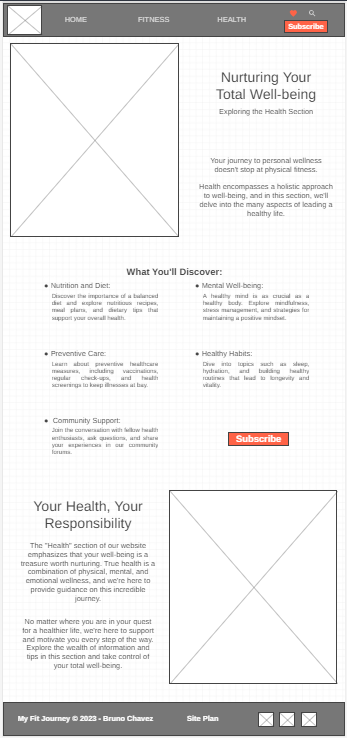 HOME FITNESS HEALTH
Subscribe
Nurturing Your
Total Well-being
Exploring the Health Section
Your journey to personal wellness
doesn't stop at physical fitness.
Health encompasses a holistic approach
to well-being, and in this section, we'll
delve into the many aspects of leading a
healthy life.
What You'll Discover:
• Nutrition and Diet:
Discover the importance of a balanced
diet and explore nutritious recipes,
meal plans, and dietary tips that
support your overall health.
• Mental Well-being:
A healthy mind is as crucial as a
healthy body. Explore mindfulness,
stress management, and strategies for
maintaining a positive mindset.
• Preventive Care:
Learn about preventive healthcare
measures, including vaccinations,
regular check-ups, and health
screenings to keep illnesses at bay.
• Healthy Habits:
Dive into topics such as sleep,
hydration, and building healthy
routines that lead to longevity and
vitality.
• Community Support:
Join the conversation with fellow health
enthusiasts, ask questions, and share
your experiences in our community
forums.
Subscribe
Your Health, Your
Responsibility
The "Health" section of our website
emphasizes that your well-being is a
treasure worth nurturing. True health is a
combination of physical, mental, and
emotional wellness, and we're here to
provide guidance on this incredible
journey.
No matter where you are in your quest
for a healthier life, we're here to support
and motivate you every step of the way.
Explore the wealth of information and
tips in this section and take control of
your total well-being.
My Fit Journey © 2023 - Bruno Chavez Site Plan